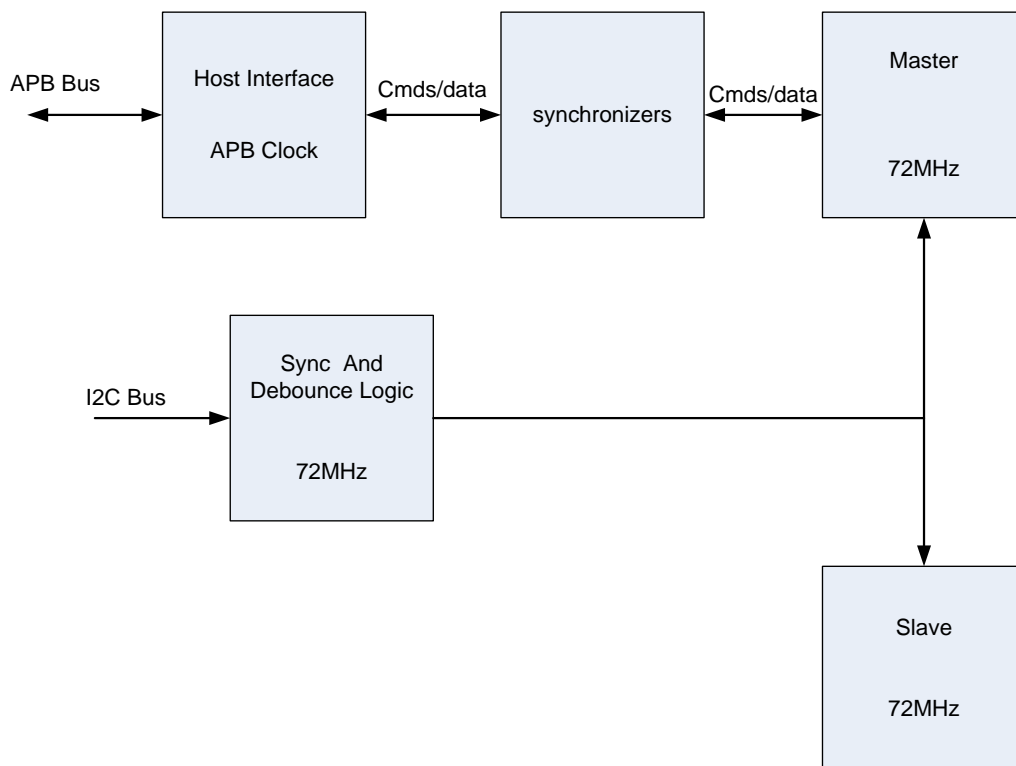 APB Bus
Host Interface
APB Clock
Cmds/data
synchronizers
Cmds/data
Master
72MHz
I2C Bus
Sync And
Debounce Logic
72MHz
Slave
72MHz